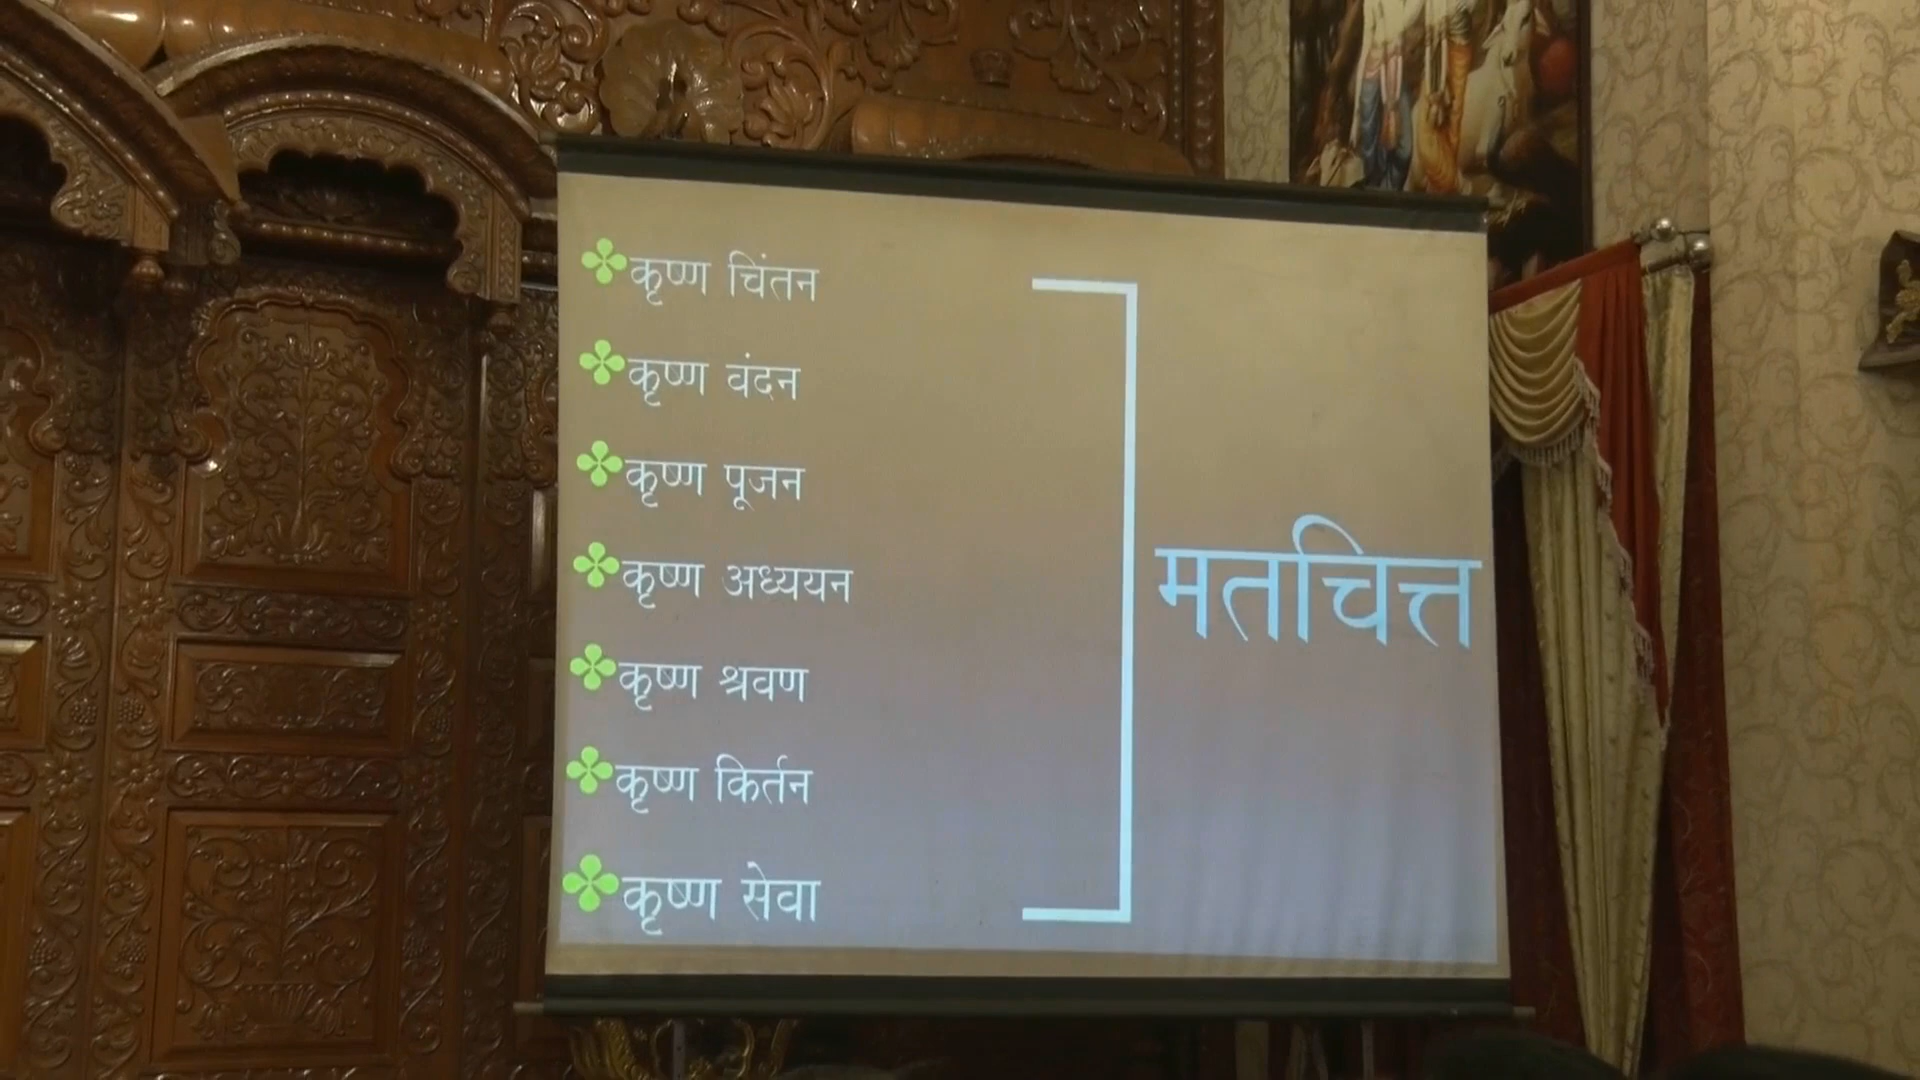 कृष्ण चिंतन
कृष्ण वंदन
कृष्ण पूजन
कृष्ण अध्ययन
कृष्ण श्रवण
कृष्ण किर्तन
कृष्ण सेवा
मतचित्त